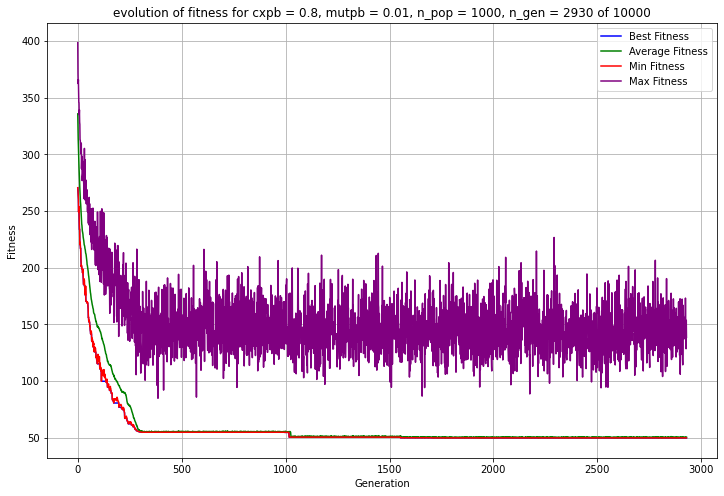 evolution of fitness for cxpb = 0.8, mutpb = 0.01, n_pop = 1000, n_gen = 2930 of 10000
Best Fitness
Average Fitness
Min Fitness
Max Fitness
400
350
300
250
200
150
100
50
Fitness
0
500
1000
1500
2000
2500
3000
Generation